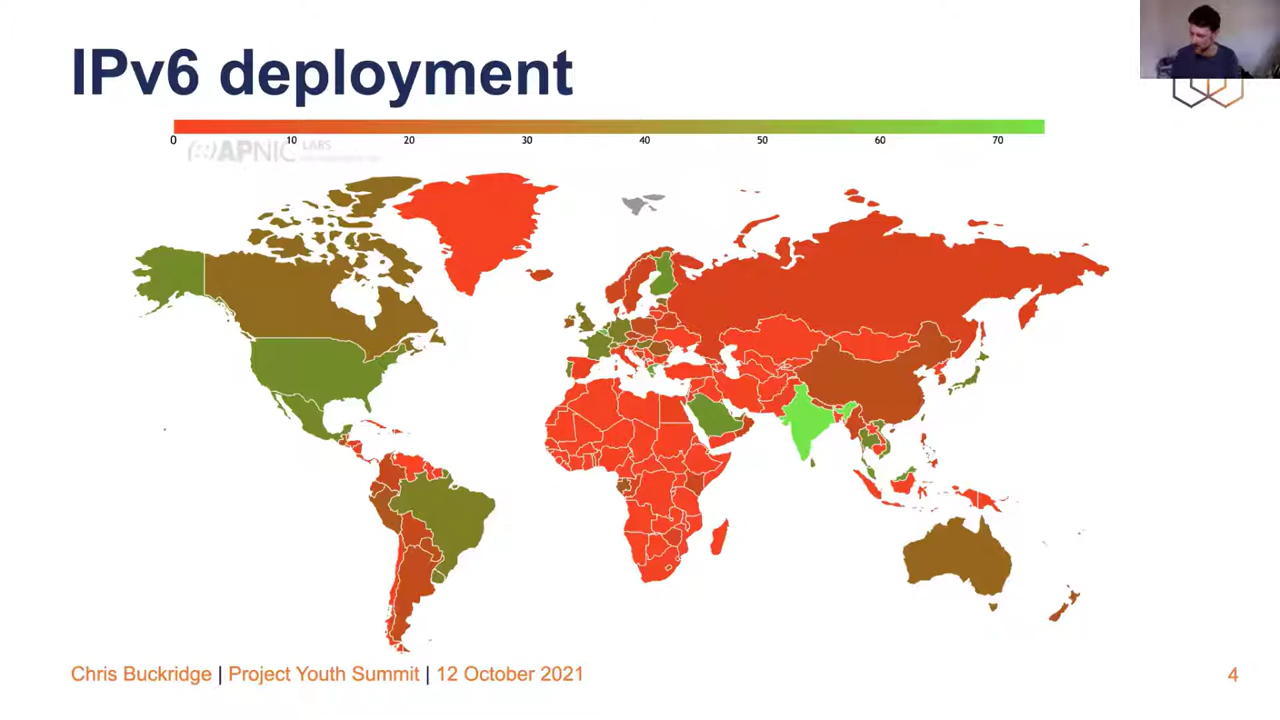 IPv6 deployment
0 10 20 30 40 50 60 70
APNIC LABS
Chris Buckridge | Project Youth Summit | 12 October 2021 4